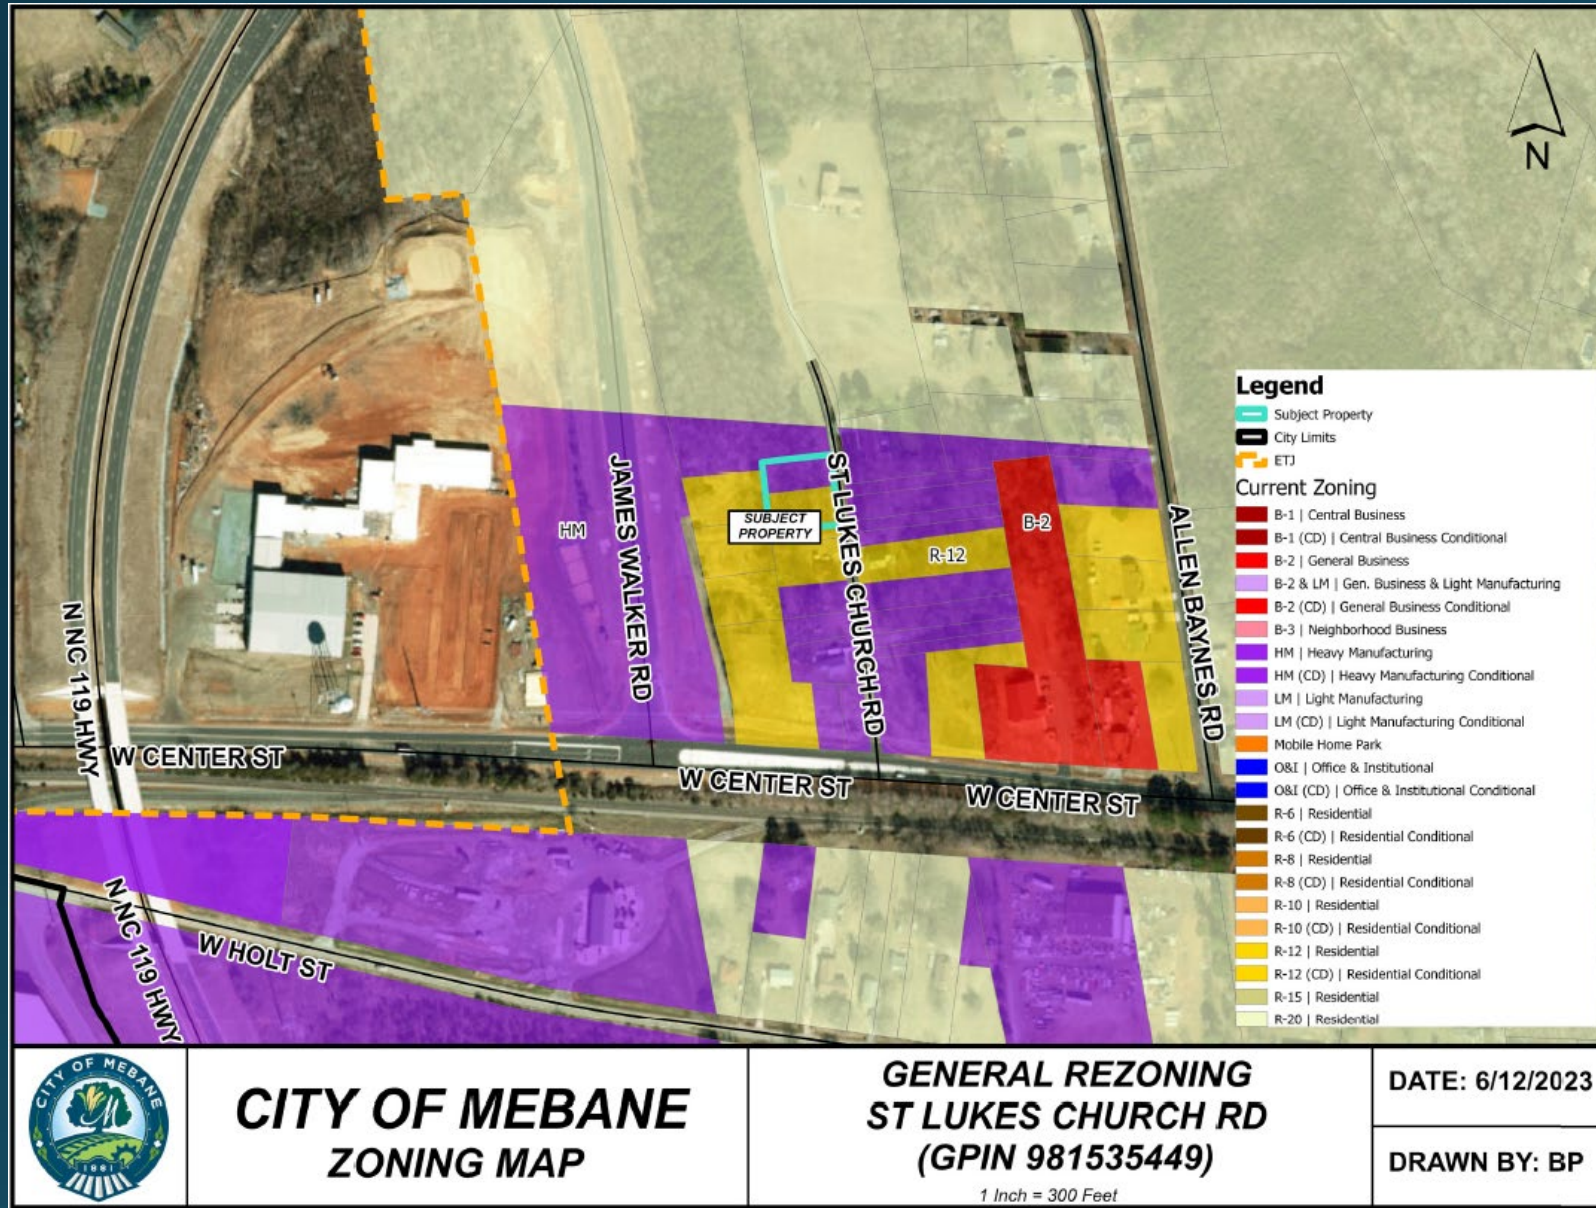 N
HM
JAMES WALKER RD
SUBJECT
PROPERTY
ST LUKES CHURCH RD
R-12
B-2
ALLEN BAYNES RD
N NC 119 HWY
W CENTER ST
W CENTER ST
W CENTER ST
N NC 119 HWY
W HOLT ST
Legend
Subject Property
City Limits
ETJ
Current Zoning
B-1 | Central Business
B-1 (CD) | Central Business Conditional
B-2 | General Business
B-2 & LM | Gen. Business & Light Manufacturing
B-2 (CD) | General Business Conditional
B-3 | Neighborhood Business
HM | Heavy Manufacturing
HM (CD) | Heavy Manufacturing Conditional
LM | Light Manufacturing
LM (CD) | Light Manufacturing Conditional
Mobile Home Park
O&I | Office & Institutional
O&I (CD) | Office & Institutional Conditional
R-6 | Residential
R-6 (CD) | Residential Conditional
R-8 | Residential
R-8 (CD) | Residential Conditional
R-10 | Residential
R-10 (CD) | Residential Conditional
R-12 | Residential
R-12 (CD) | Residential Conditional
R-15 | Residential
R-20 | Residential
CITY OF MEBANE
M
1881
CITY OF MEBANE
ZONING MAP
GENERAL REZONING
ST LUKES CHURCH RD
(GPIN 981535449)
1 Inch = 300 Feet
DATE: 6/12/2023
DRAWN BY: BP